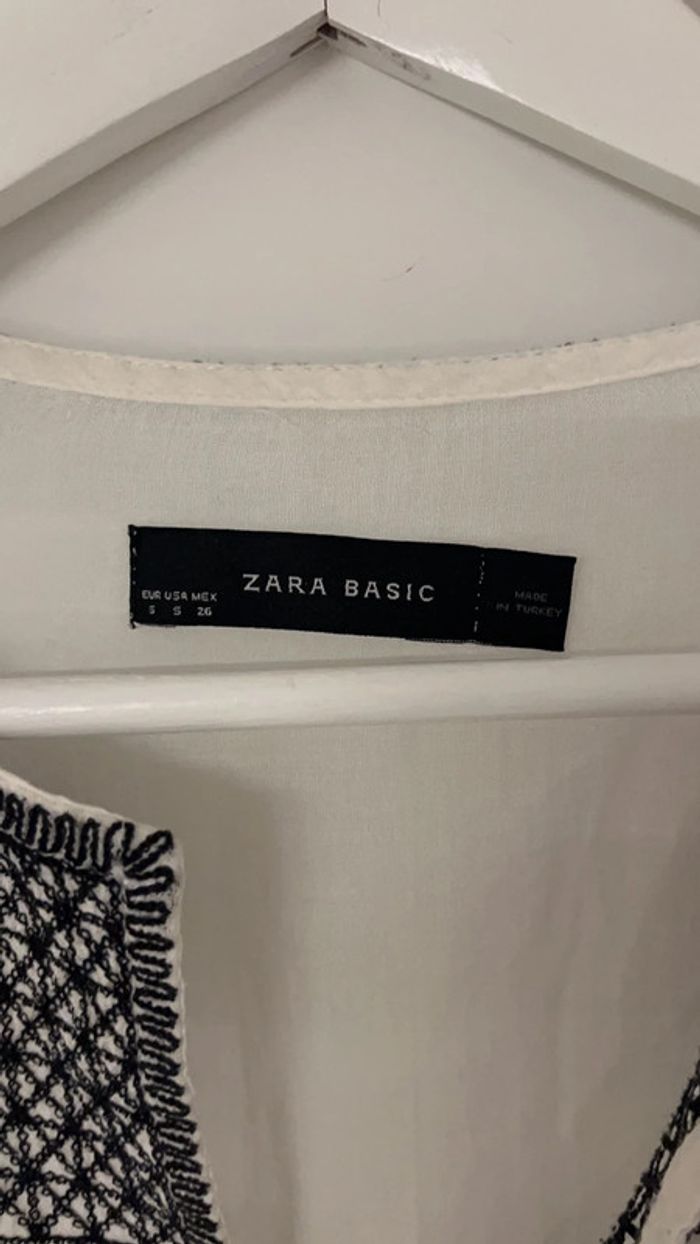 EUR USA MEX
S S 26
ZARA BASIC
MADE
IN TURKEY